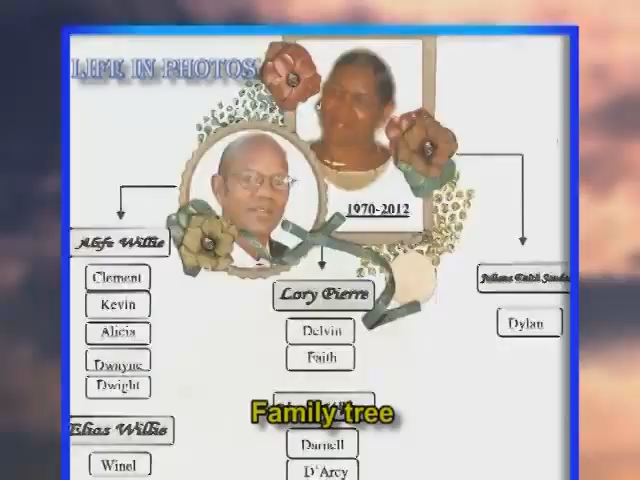 LIFE IN PHOTOS
1970-2012
Willie
Clement
Kevin
Alicia
Dwayne
Dwight
Lory Pierre
Delvin
Faith
Faith
Dylan
Family tree
Elias Willie
Winel
Darnell
D'Arcy